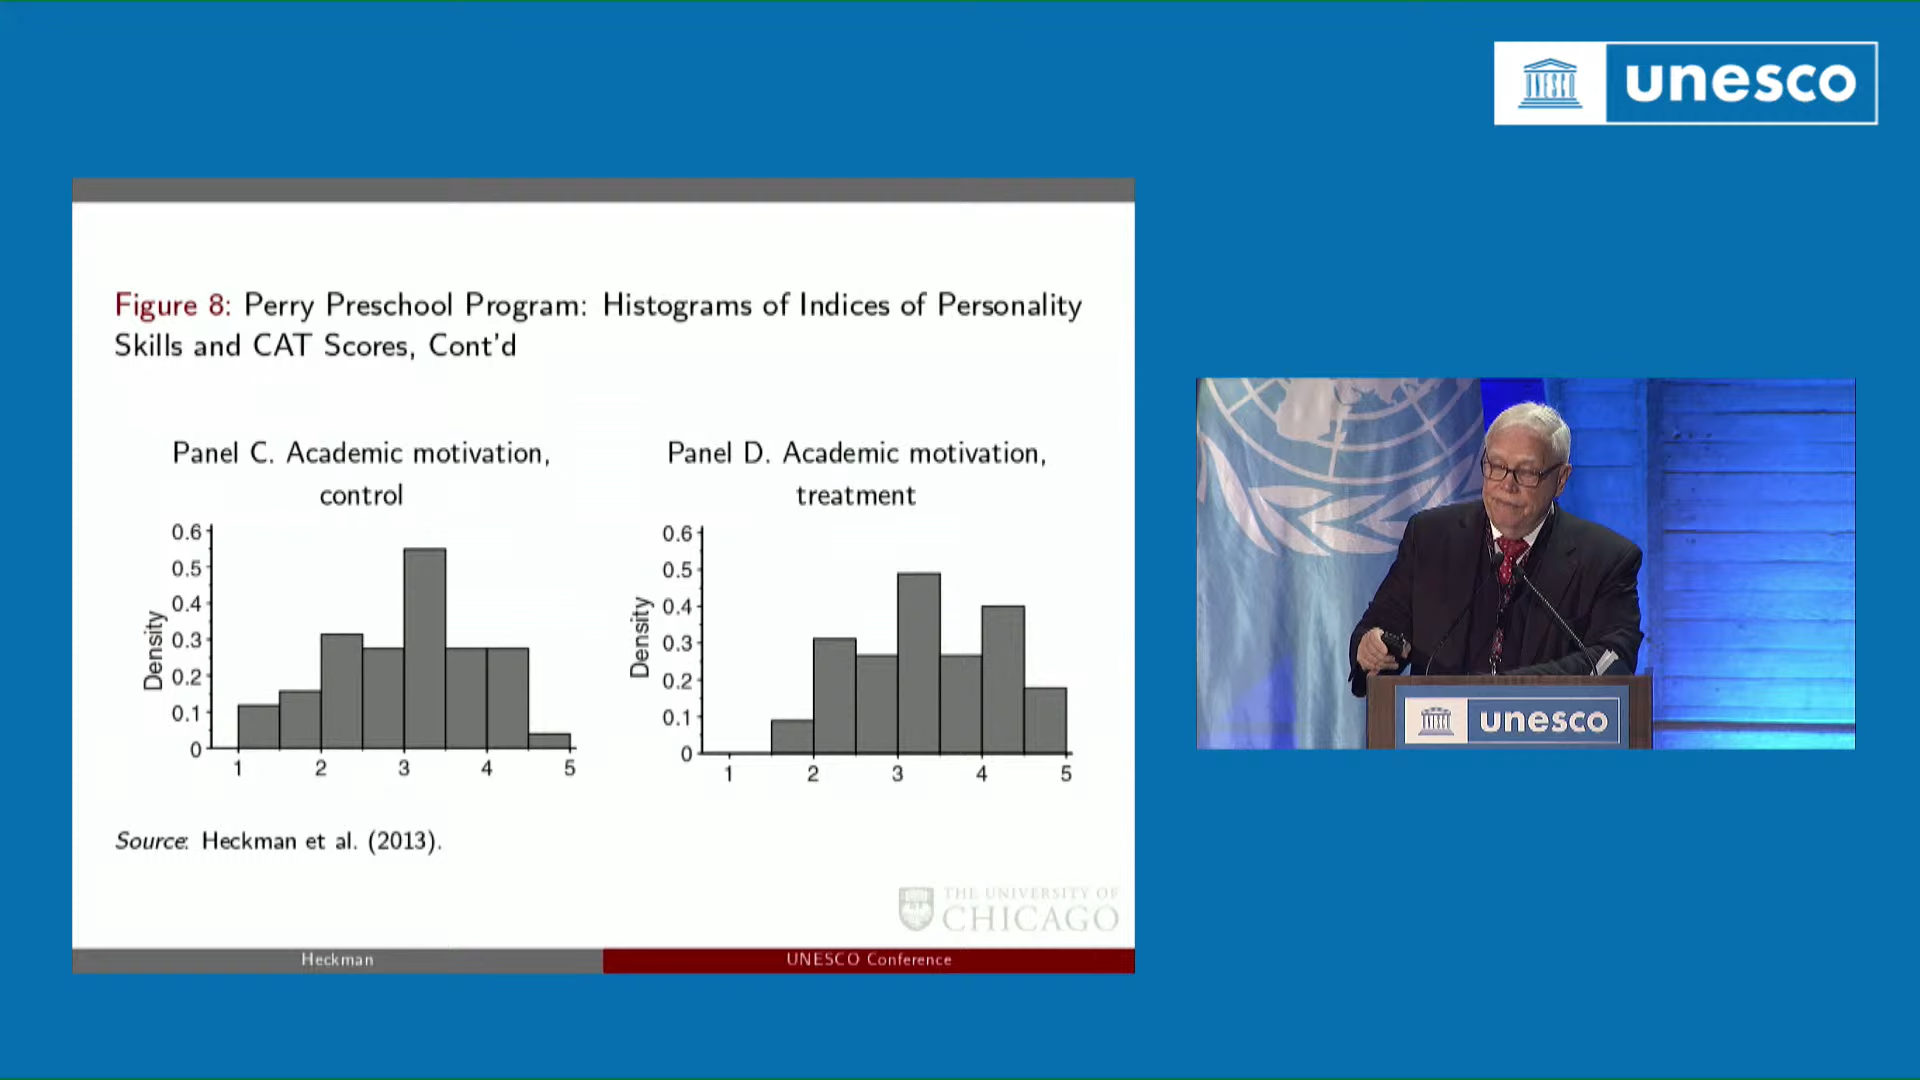 UNESCO
unesco
Figure 8: Perry Preschool Program: Histograms of Indices of Personality
Skills and CAT Scores, Cont'd
Panel C. Academic motivation,
control
Density
0.6
0.5
0.4
0.3
0.2
0.1
0
1 2 3 4 5
Panel D. Academic motivation,
treatment
Density
0.6
0.5
0.4
0.3
0.2
0.1
0
1 2 3 4 5
Source: Heckman et al. (2013).
THE UNIVERSITY OF
CHICAGO
Heckman
UNESCO Conference
unesco